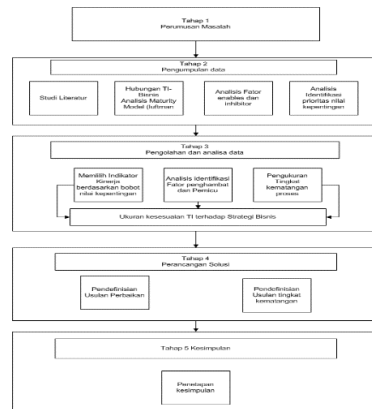 Tahap 1
Perumusan Masalah
Tahap 2
Pengumpulan data
Studi Literatur
Hubungan TI-
Bisnis
Analisis Maturity
Model (luftman
Analisis Fator
enables dan
inhibitor
Analisis
Identifikasi
prioritas nilai
kepentingan
Tahap 3
Pengolahan dan analisa data
Memilih Indikator
Kinerja
berdasarkan bobot
nilai kepentingan
Analisis Identifikasi
Fator penghambat
dan Pemicu
Pengukuran
Tingkat
kematangan
proses
Ukuran kesesuaian TI terhadap Strategi Bisnis
Tahap 4
Perancangan Solusi
Pendefinisian
Usulan Perbaikan
Pendefinisian
Usulan tingkat
kematangan
Tahap 5 Kesimpulan
Penetapan
kesimpulan